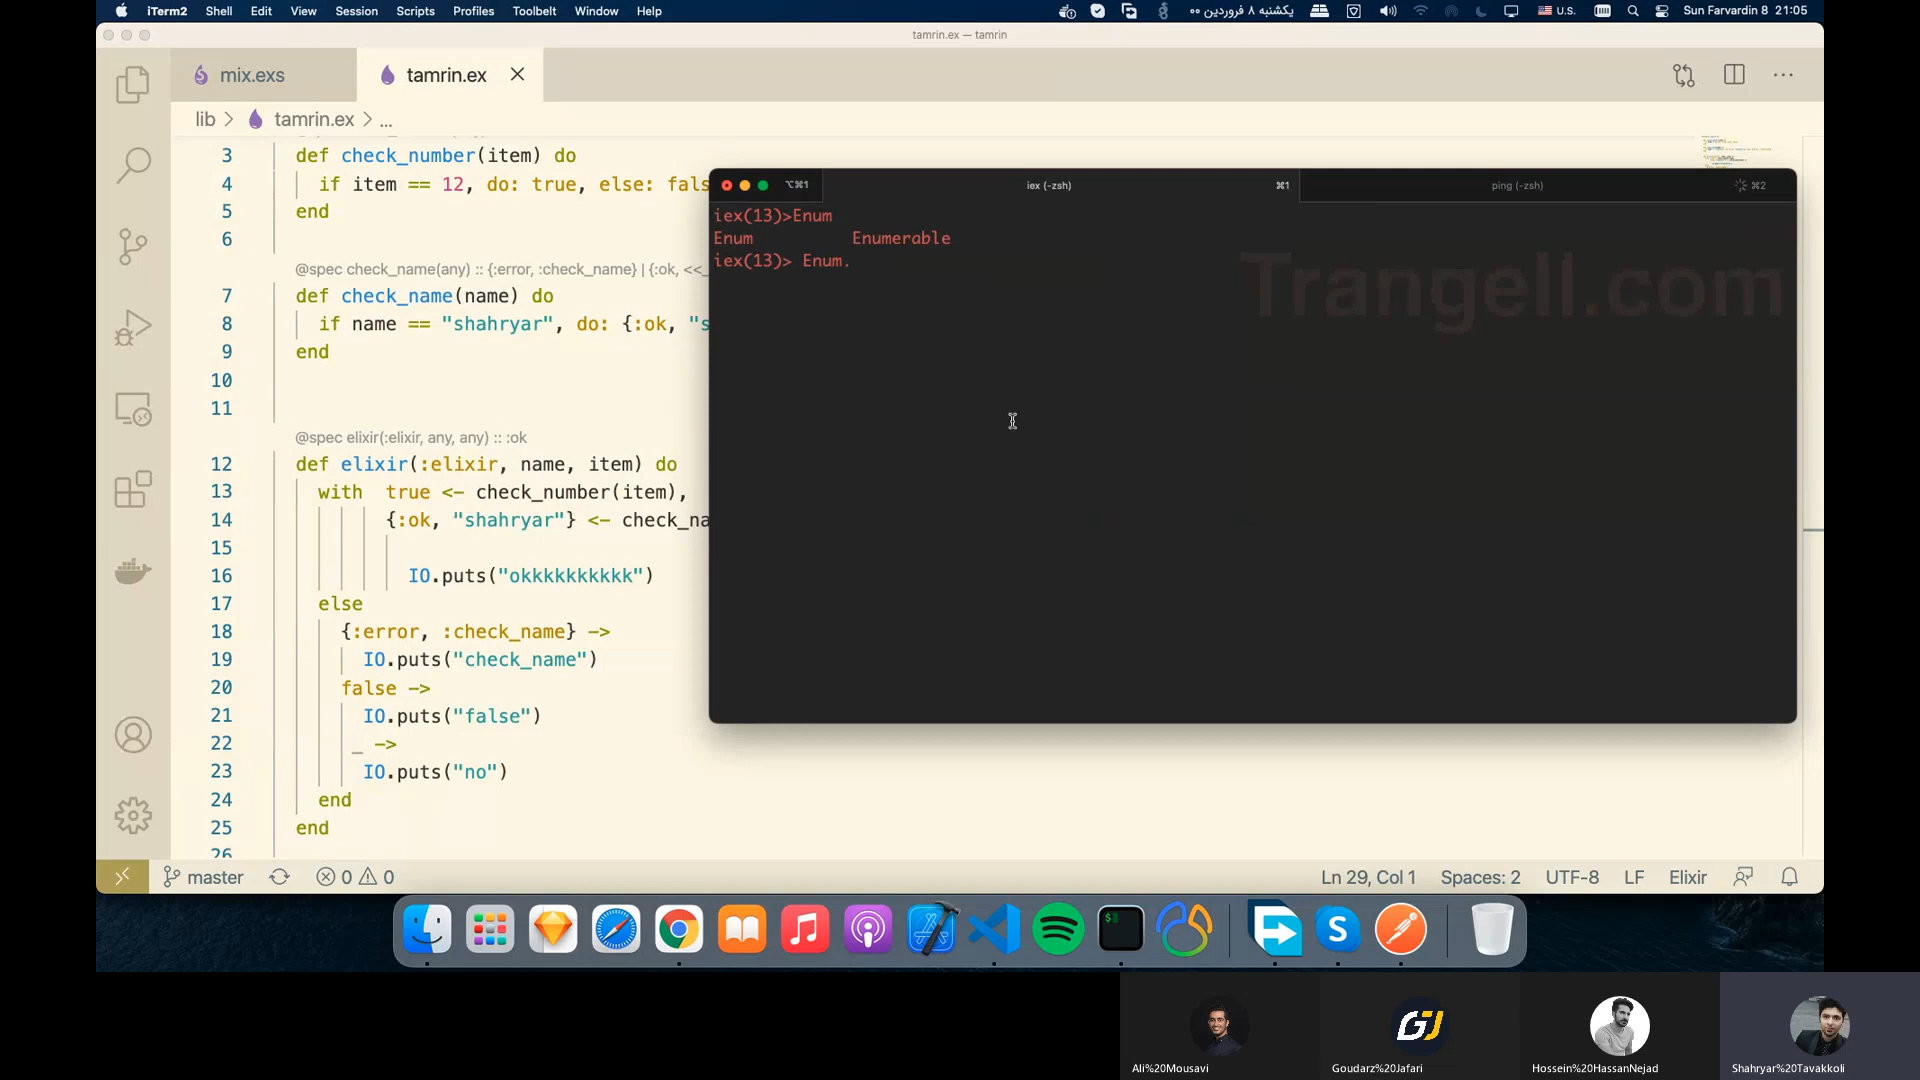 iTerm2 Shell Edit View Session Scripts Profiles Toolbelt Window Help یکشنبه ۸ فروردین ۰۰ U.S. Sun Farvardin 8 21:05
tamrin.ex — tamrin
mix.exs tamrin.ex
lib > tamrin.ex > ...
3 def check_number(item) do
4 if item == 12, do: true, else: fals
5 end
6
@spec check_name(any) :: {:error, :check_name} | {:ok, <<_
7 def check_name(name) do
8 if name == "shahryar", do: {:ok, "s
9 end
10
11
@spec elixir(:elixir, any, any) :: :ok
12 def elixir(:elixir, name, item) do
13 with true <- check_number(item),
14 {:ok, "shahryar"} <- check_na
15
16 IO.puts("okkkkkkkkkk")
17 else
18 {:error, :check_name} ->
19 IO.puts("check_name")
20 false ->
21 IO.puts("false")
22 _ ->
23 IO.puts("no")
24 end
25 end
26
⌥⌘1 iex (-zsh) ⌘1 ping (-zsh) ⌘2
iex(13)>Enum
Enum Enumerable
iex(13)> Enum.
Trangell.com
master 0 0 Ln 29, Col 1 Spaces: 2 UTF-8 LF Elixir
Ali%20Mousavi Goudarz%20Jafari Hossein%20HassanNejad Shahryar%20Tavakkoli